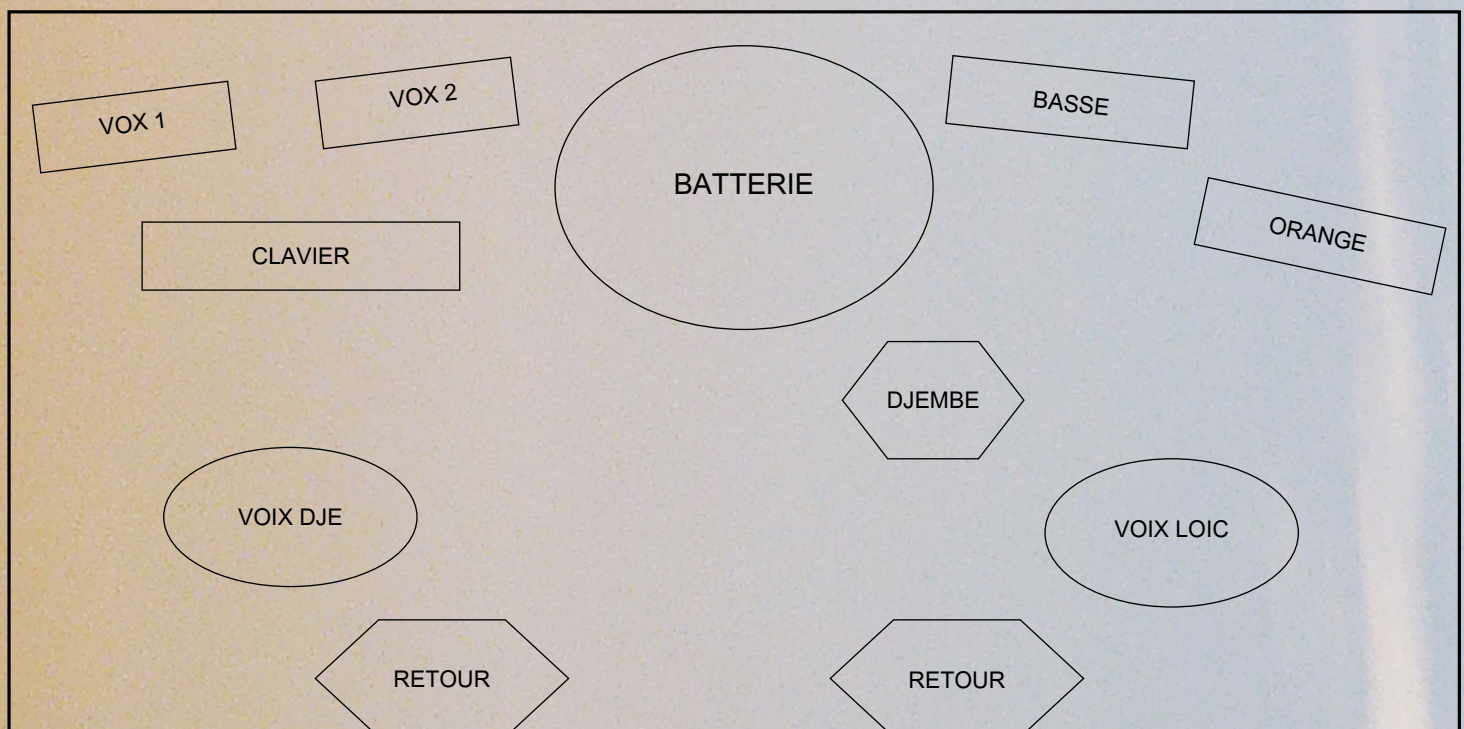 VOX 1
VOX 2
BASSE
BATTERIE
ORANGE
CLAVIER
DJEMBE
VOIX DJE
VOIX LOIC
RETOUR
RETOUR